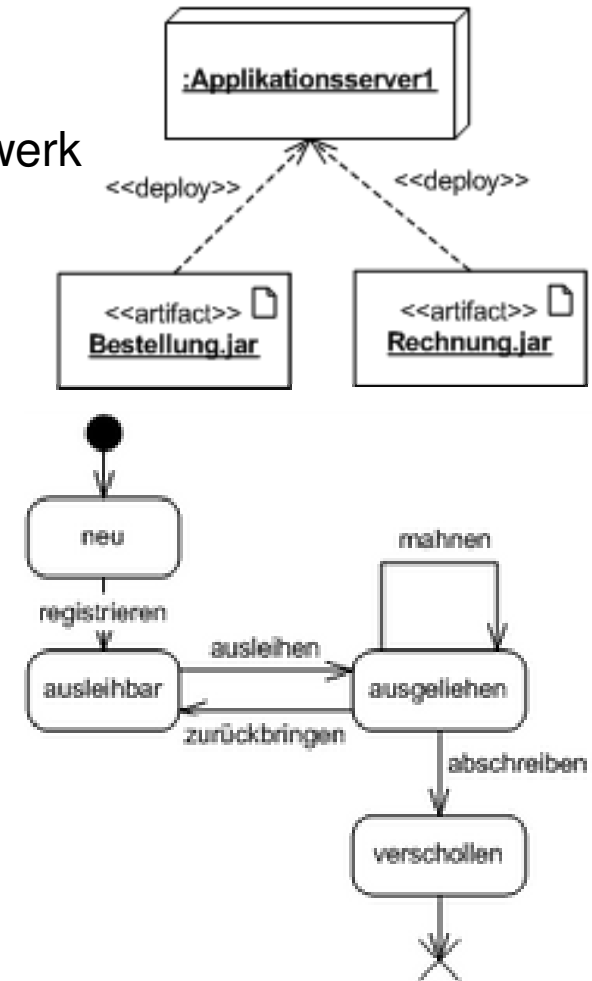 :Applikationsserver1
werk
<<deploy>>
<<deploy>>
<<artifact>>
Bestellung.jar
<<artifact>>
Rechnung.jar
neu
mahnen
registrieren
ausleihen
ausleihbar
ausgeliehen
zurückbringen
abschreiben
verschollen